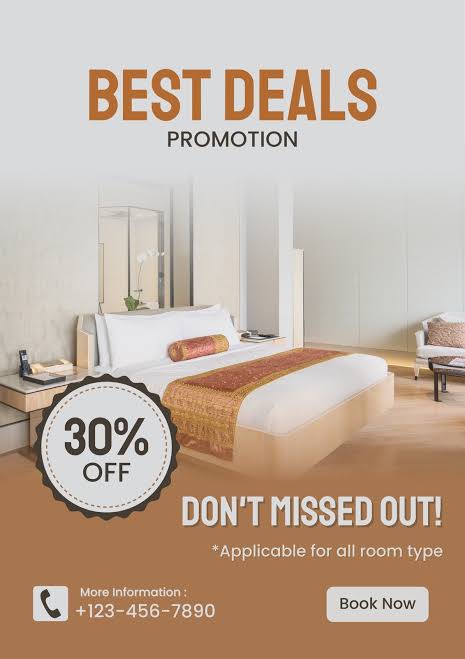 BEST DEALS
PROMOTION
30%
OFF
DON'T MISSED OUT!
*Applicable for all room type
More Information :
+123-456-7890
Book Now